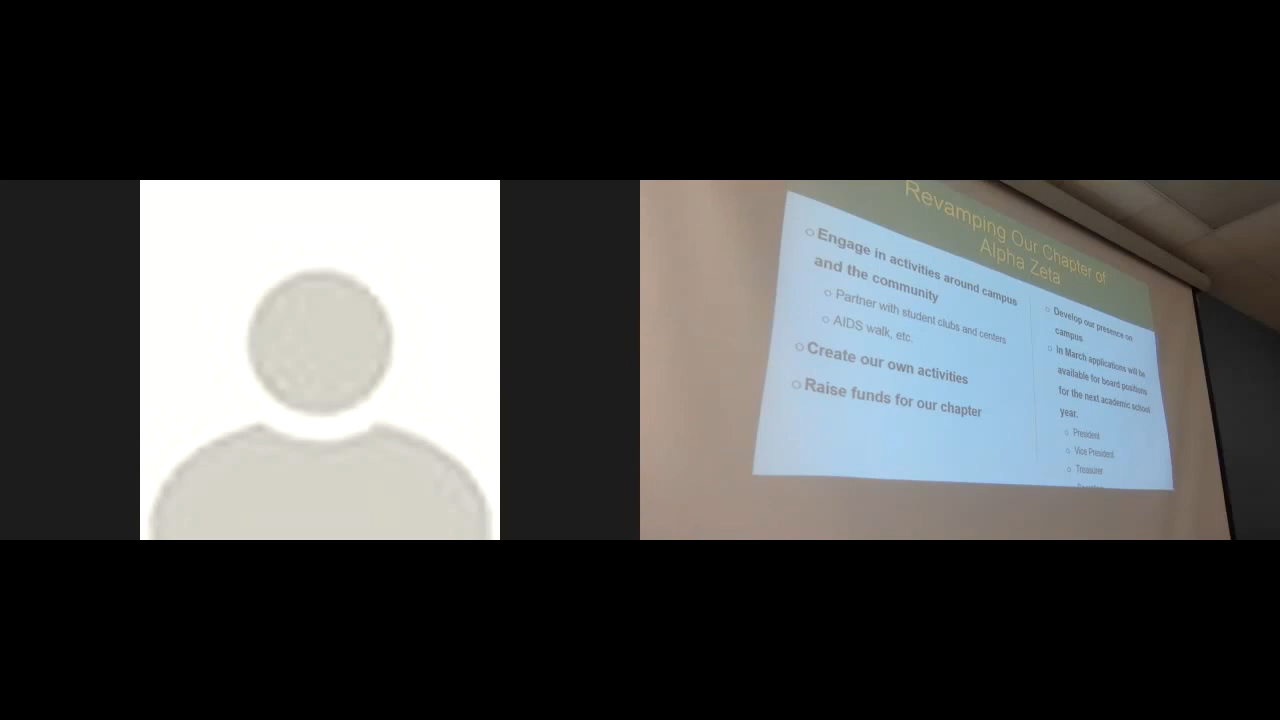 Revamping Our Chapter of
Alpha Zeta
Engage in activities around campus
and the community
Partner with student clubs and centers
AIDS walk, etc.
Create our own activities
Raise funds for our chapter
Develop our presence on
campus
In March applications will be
available for board positions
for the next academic school
year.
President
Vice President
Treasurer